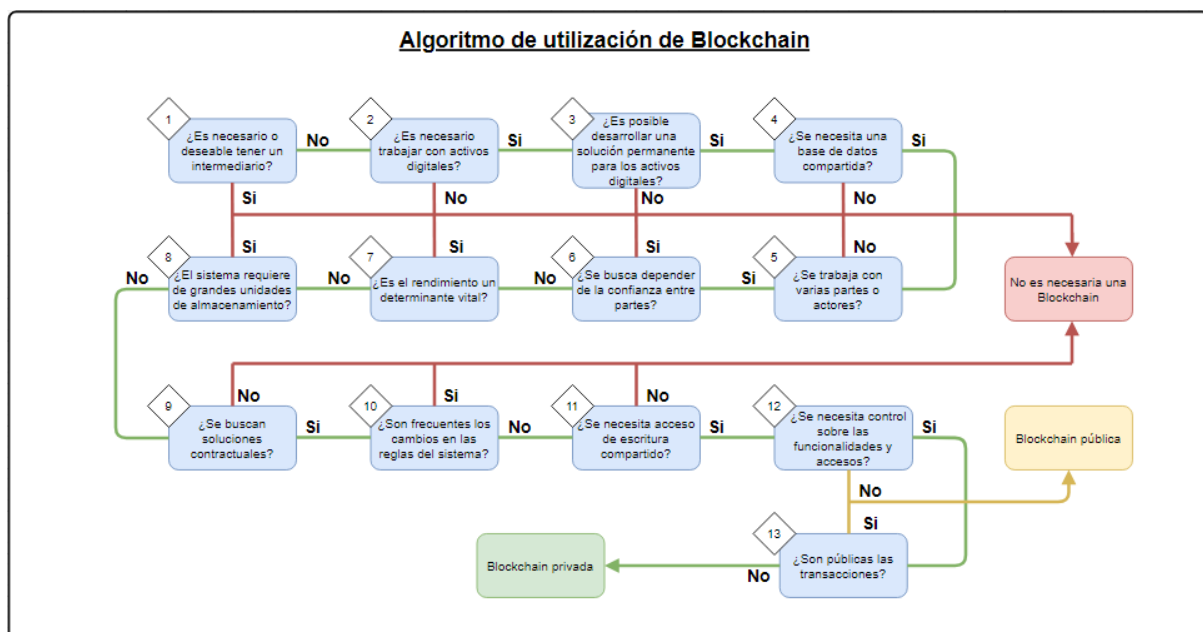 Algoritmo de utilización de Blockchain
1
¿Es necesario o
deseable tener un
intermediario?
No
2
¿Es necesario
trabajar con activos
digitales?
Si
3
¿Es posible
desarrollar una
solución permanente
para los activos
digitales?
Si
4
¿Se necesita una
base de datos
compartida?
Si
Si
No
No
No
Si
Si
Si
No
No
8
¿El sistema requiere
de grandes unidades
de almacenamiento?
No
7
¿Es el rendimiento un
determinante vital?
No
6
¿Se busca depender
de la confianza entre
partes?
Si
5
¿Se trabaja con
varias partes o
actores?
No es necesaria una
Blockchain
No
Si
No
9
¿Se buscan
soluciones
contractuales?
Si
10
¿Son frecuentes los
cambios en las
reglas del sistema?
No
11
¿Se necesita acceso
de escritura
compartido?
Si
12
¿Se necesita control
sobre las
funcionalidades y
accesos?
Si
Blockchain pública
No
Si
13
¿Son públicas las
transacciones?
No
Blockchain privada